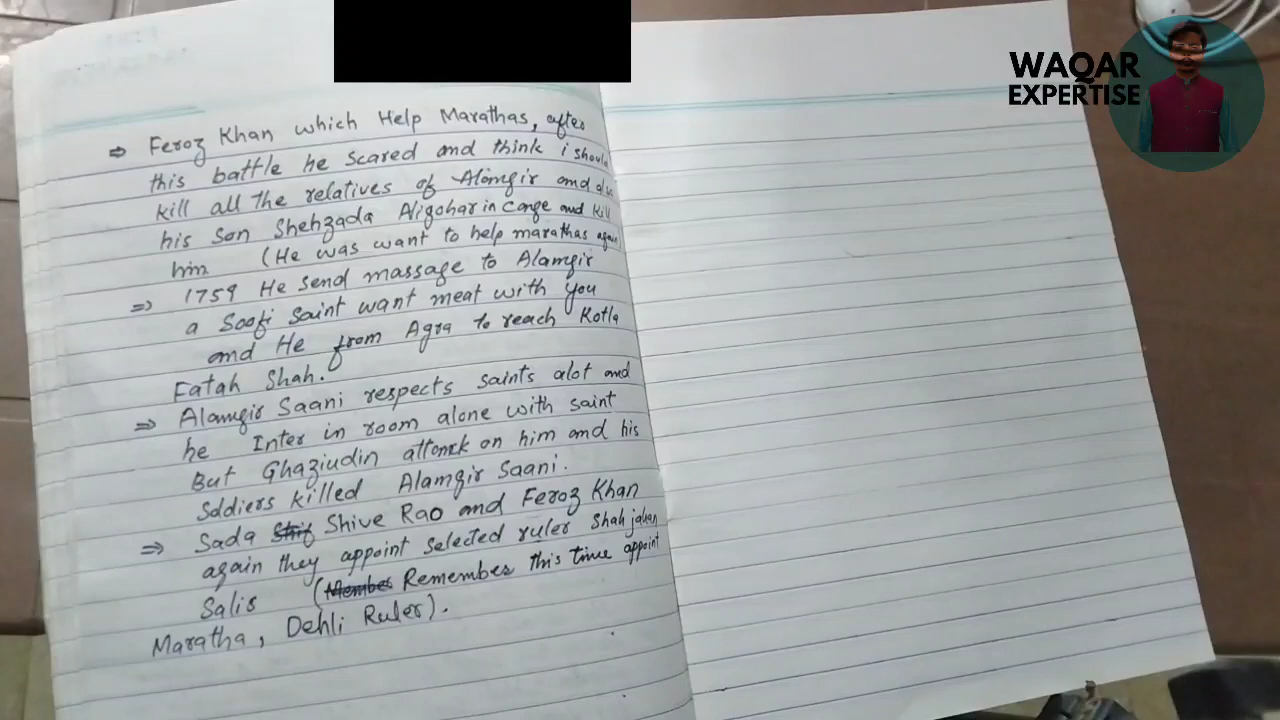 ⇒ Feroz Khan which Help Marathas, after
this battle he scared and think i should
kill all the relatives of Alamgir and
his Son Shehzada Aligohar in cage and kill
him (He was want to help marathas again
⇒ 1759 He send massage to Alamgir
a Soofi Saint want meat with you
and He from Agra to reach Kotla
Fatah Shah.
⇒ Alamgir Saani respects saints alot and
he Inter in room alone with saint
But Ghaziudin attack on him and his
Soldiers killed Alamgir Saani.
⇒ Sada Shive Rao and Feroz Khan
again they appoint selected ruler Shah jahan
Salis (Remember this time appoint
Maratha, Dehli Ruler).
WAQAR
EXPERTISE